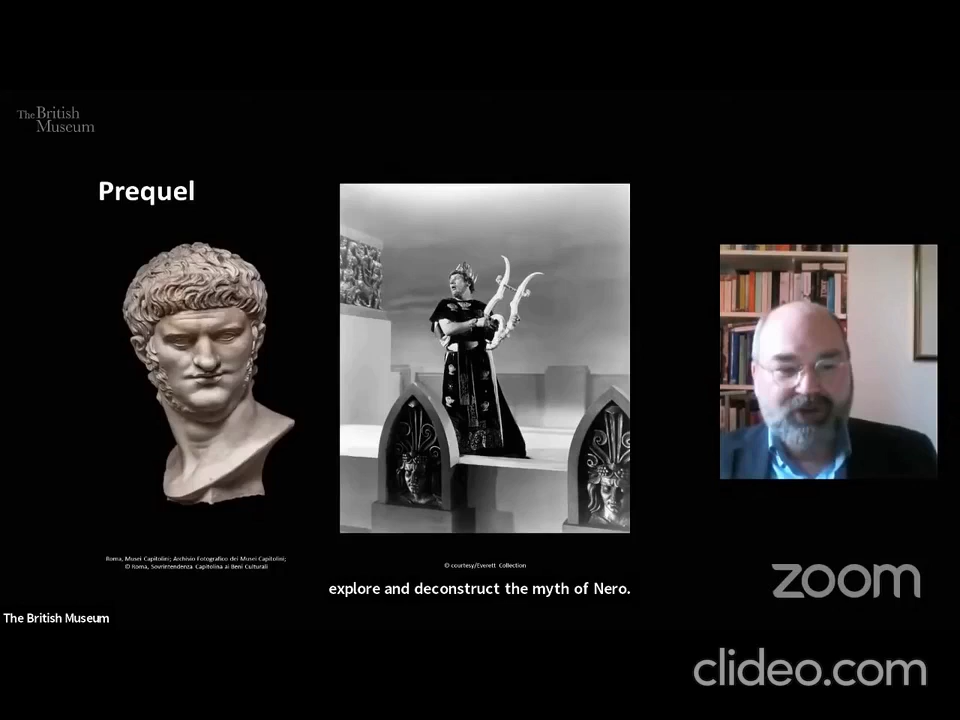 The British
Museum
Prequel
Roma, Musei Capitolini; Archivio Fotografico dei Musei Capitolini;
© Roma, Sovrintendenza Capitolina ai Beni Culturali
© courtesy/Everett Collection
explore and deconstruct the myth of Nero.
zoom
The British Museum
clideo.com